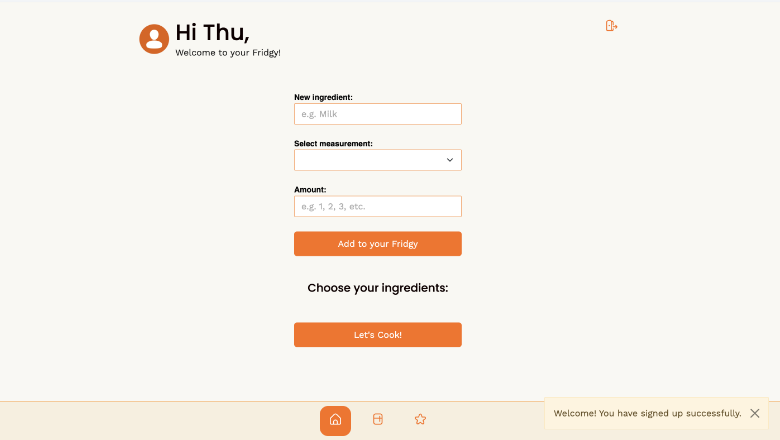 Hi Thu,
Welcome to your Fridgy!
New ingredient:
e.g. Milk
Select measurement:
Amount:
e.g. 1, 2, 3, etc.
Add to your Fridgy
Choose your ingredients:
Let's Cook!
Welcome! You have signed up successfully.